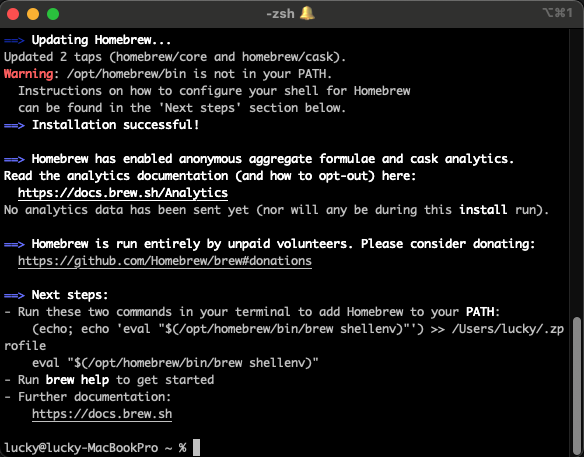 -zsh 🔔
⌥⌘1
==> Updating Homebrew...
Updated 2 taps (homebrew/core and homebrew/cask).
Warning: /opt/homebrew/bin is not in your PATH.
  Instructions on how to configure your shell for Homebrew
  can be found in the 'Next steps' section below.
==> Installation successful!

==> Homebrew has enabled anonymous aggregate formulae and cask analytics.
Read the analytics documentation (and how to opt-out) here:
  https://docs.brew.sh/Analytics
No analytics data has been sent yet (nor will any be during this install run).

==> Homebrew is run entirely by unpaid volunteers. Please consider donating:
  https://github.com/Homebrew/brew#donations

==> Next steps:
- Run these two commands in your terminal to add Homebrew to your PATH:
    (echo; echo 'eval "$(/opt/homebrew/bin/brew shellenv)"') >> /Users/lucky/.zp
rofile
    eval "$(/opt/homebrew/bin/brew shellenv)"
- Run brew help to get started
- Further documentation:
    https://docs.brew.sh

lucky@lucky-MacBookPro ~ %